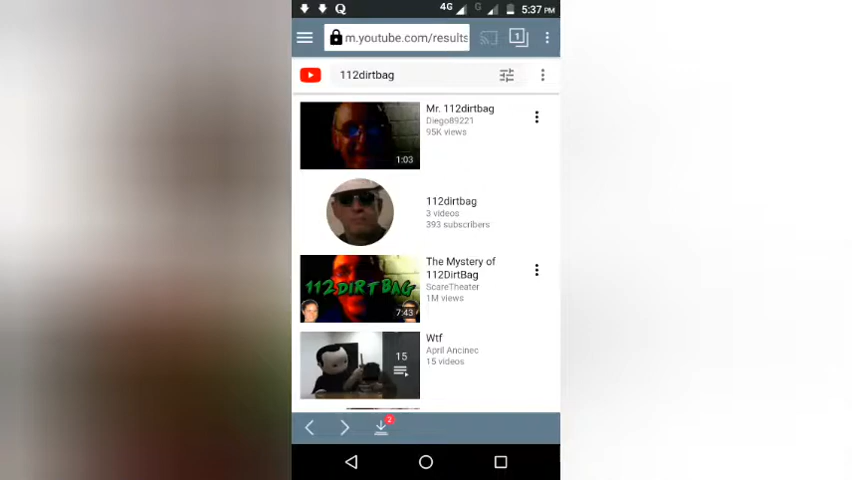 4G G 5:37 PM
m.youtube.com/results
1
112dirtbag
Mr. 112dirtbag
Diego89221
95K views
1:03
112dirtbag
3 videos
393 subscribers
The Mystery of
112DirtBag
ScareTheater
1M views
112 DIRT BAG
7:43
Wtf
April Ancinec
15 videos
15
2